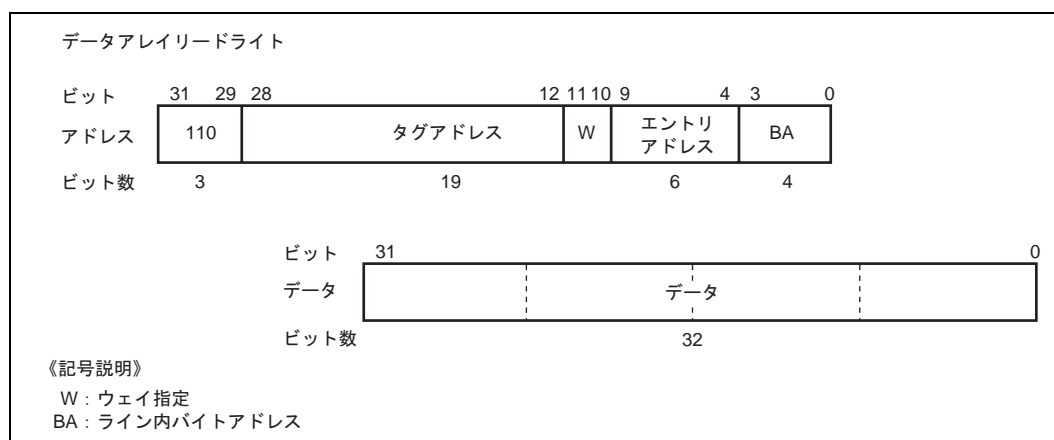 データアレイリードライト
ビット 31 29 28 12 11 10 9 4 3 0
アドレス 110 タグアドレス W エントリアドレス BA
ビット数 3 19 6 4
ビット 31 0
データ データ
ビット数 32
《記号説明》
W：ウェイ指定
BA：ライン内バイトアドレス